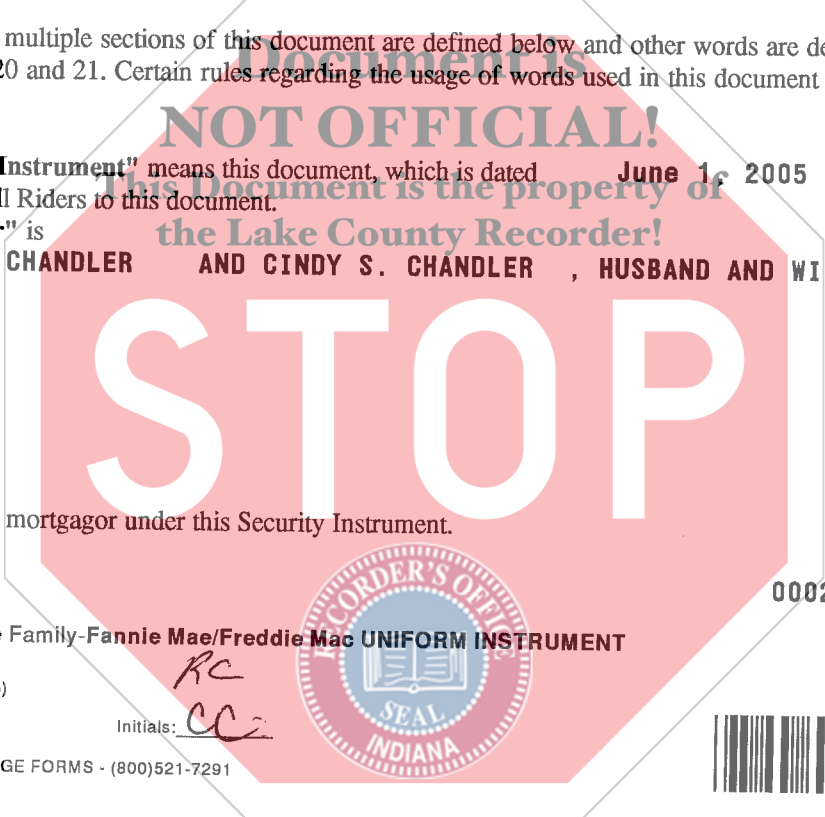 multiple sections of this document are defined below and other words are de
20 and 21. Certain rules regarding the usage of words used in this document
Document is
NOT OFFICIAL!
Instrument" means this document, which is dated June 1, 2005
This Document is the property of
ll Riders to this document.
" is
the Lake County Recorder!
CHANDLER AND CINDY S. CHANDLER , HUSBAND AND WI
STOP
mortgagor under this Security Instrument.
0002
Family-Fannie Mae/Freddie Mac UNIFORM INSTRUMENT
RC
Initials: CC
GE FORMS - (800)521-7291
RECORDER'S OFFICE
SEAL
INDIANA